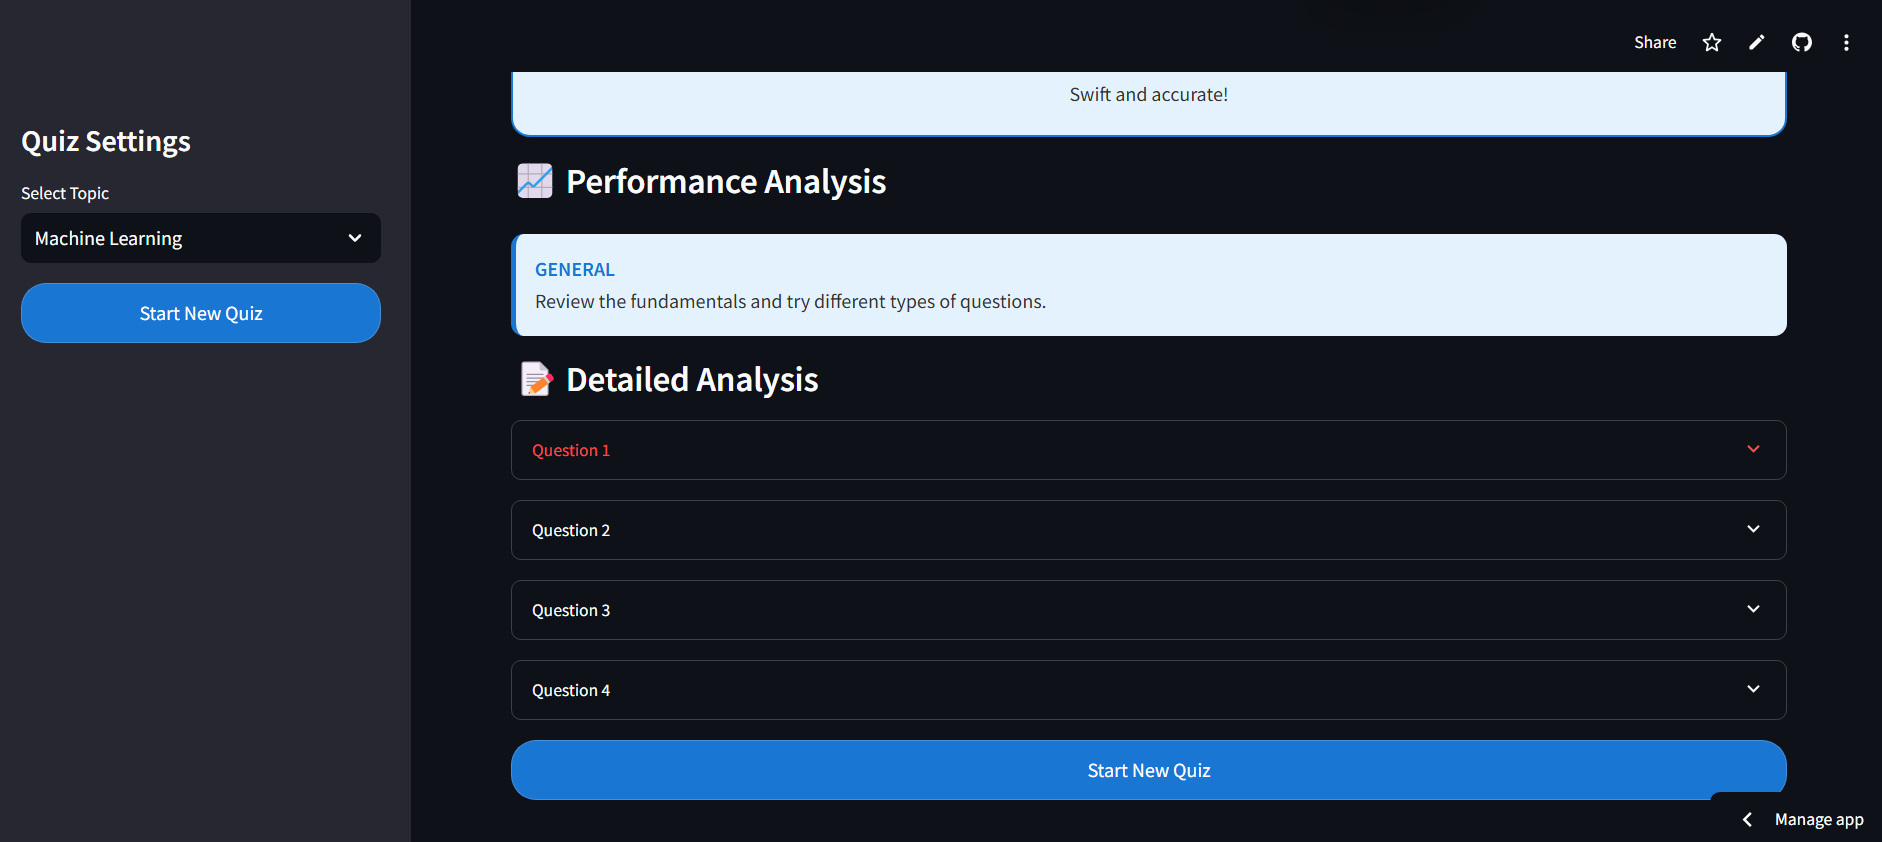 Share
Quiz Settings
Select Topic
Machine Learning
Start New Quiz
Swift and accurate!
Performance Analysis
GENERAL
Review the fundamentals and try different types of questions.
Detailed Analysis
Question 1
Question 2
Question 3
Question 4
Start New Quiz
Manage app